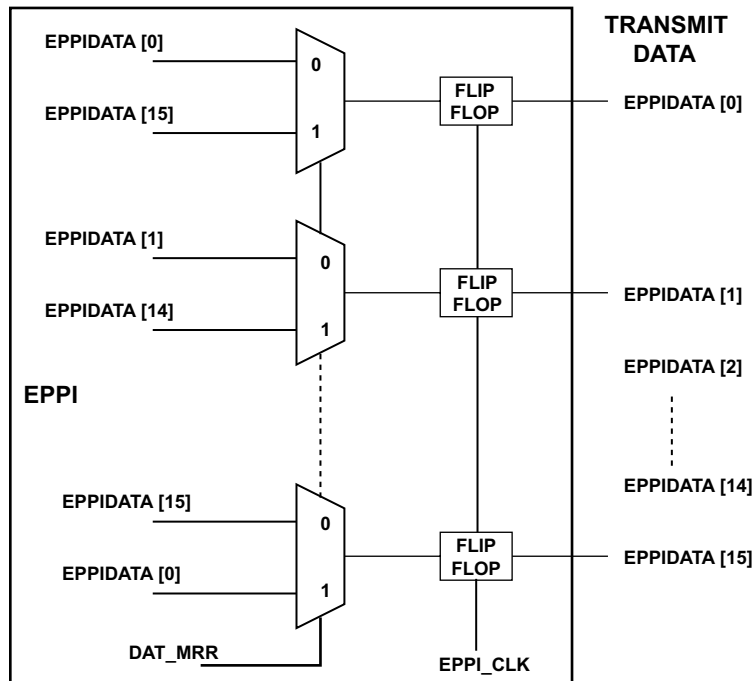 TRANSMIT
DATA
EPPIDATA [0]
0
FLIP
FLOP
EPPIDATA [0]
EPPIDATA [15]
1
EPPIDATA [1]
0
FLIP
FLOP
EPPIDATA [1]
EPPIDATA [14]
1
EPPIDATA [2]
EPPI
EPPIDATA [14]
EPPIDATA [15]
0
FLIP
FLOP
EPPIDATA [15]
EPPIDATA [0]
1
DAT_MRR
EPPI_CLK